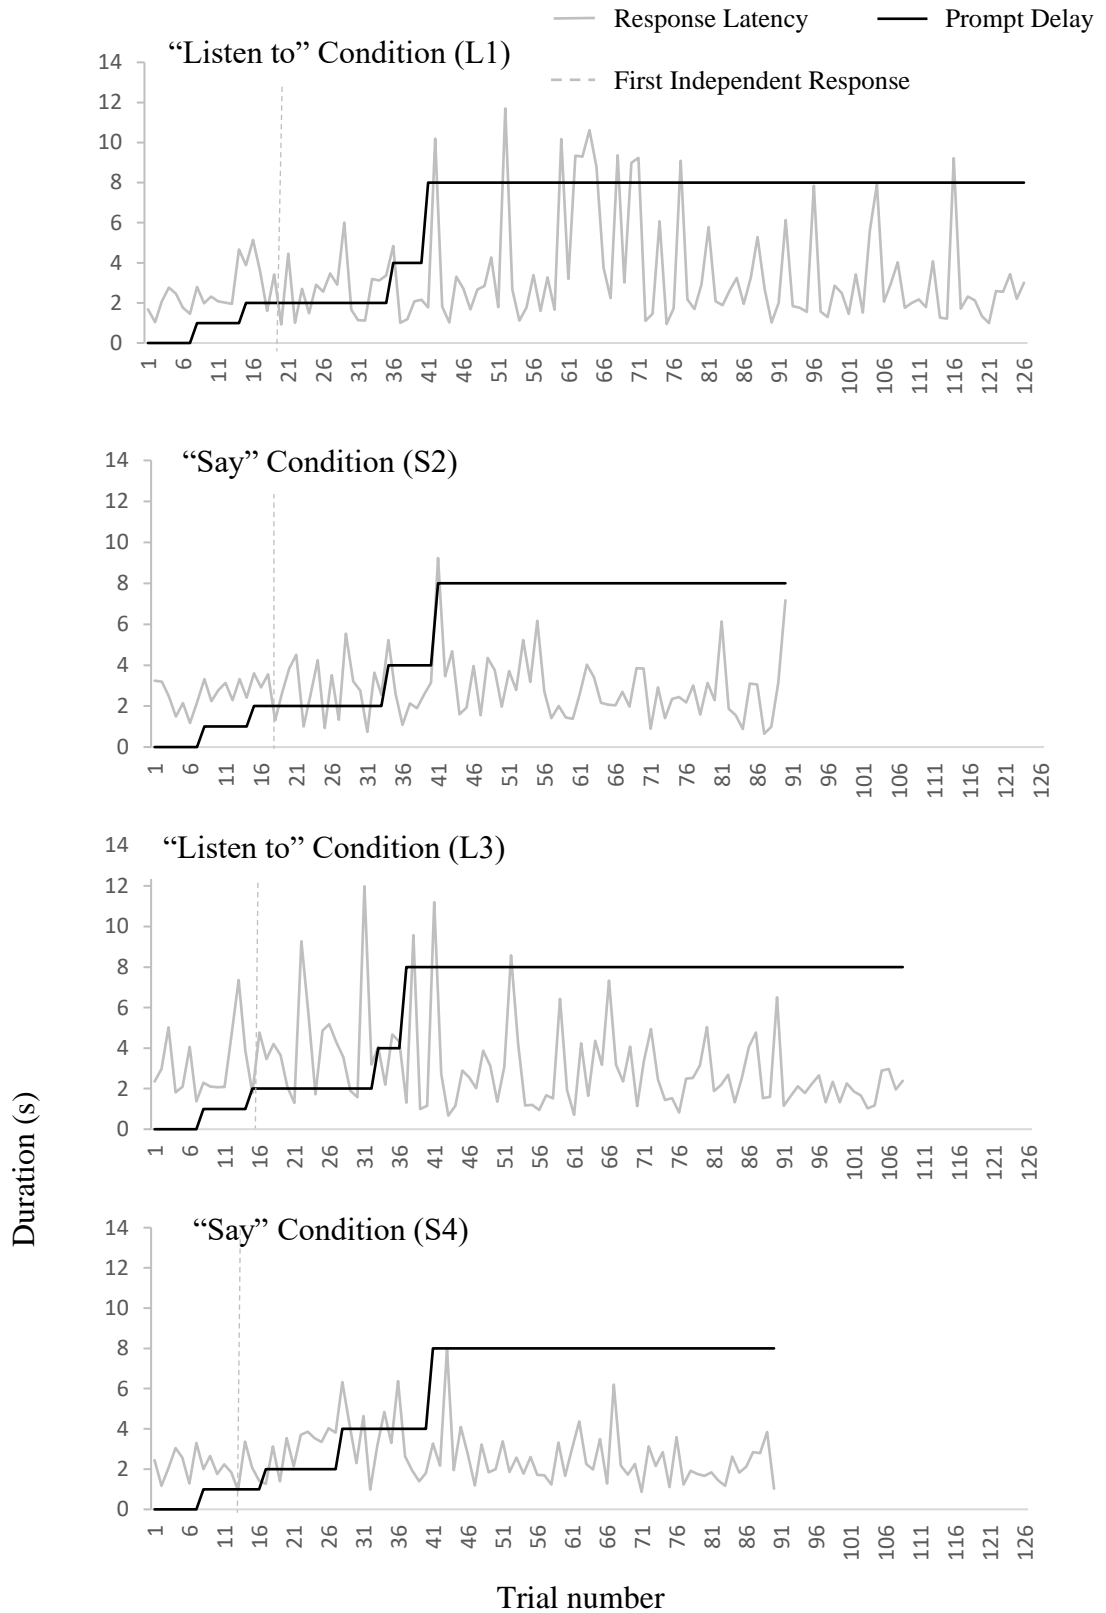 Response Latency
Prompt Delay
First Independent Response
“Listen to” Condition (L1)
14
12
10
8
6
4
2
0
1 6 11 16 21 26 31 36 41 46 51 56 61 66 71 76 81 86 91 96 101 106 111 116 121 126
“Say” Condition (S2)
14
12
10
8
6
4
2
0
1 6 11 16 21 26 31 36 41 46 51 56 61 66 71 76 81 86 91 96 101 106 111 116 121 126
“Listen to” Condition (L3)
14
12
10
8
6
4
2
0
1 6 11 16 21 26 31 36 41 46 51 56 61 66 71 76 81 86 91 96 101 106 111 116 121 126
“Say” Condition (S4)
14
12
10
8
6
4
2
0
1 6 11 16 21 26 31 36 41 46 51 56 61 66 71 76 81 86 91 96 101 106 111 116 121 126
Duration (s)
Trial number